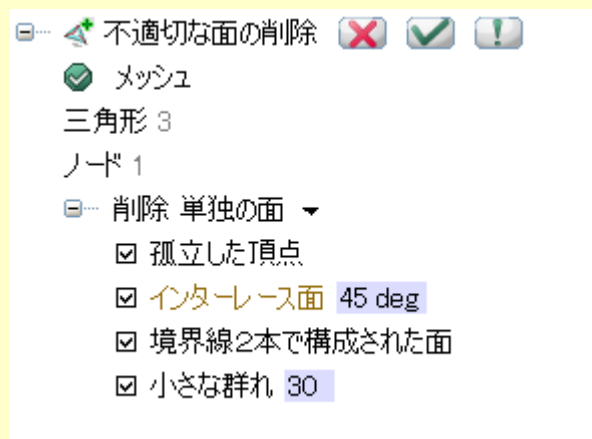 不適切な面の削除
メッシュ
三角形 3
ノード 1
削除 単独の面
孤立した頂点
インターレース面 45 deg
境界線2本で構成された面
小さな群れ 30